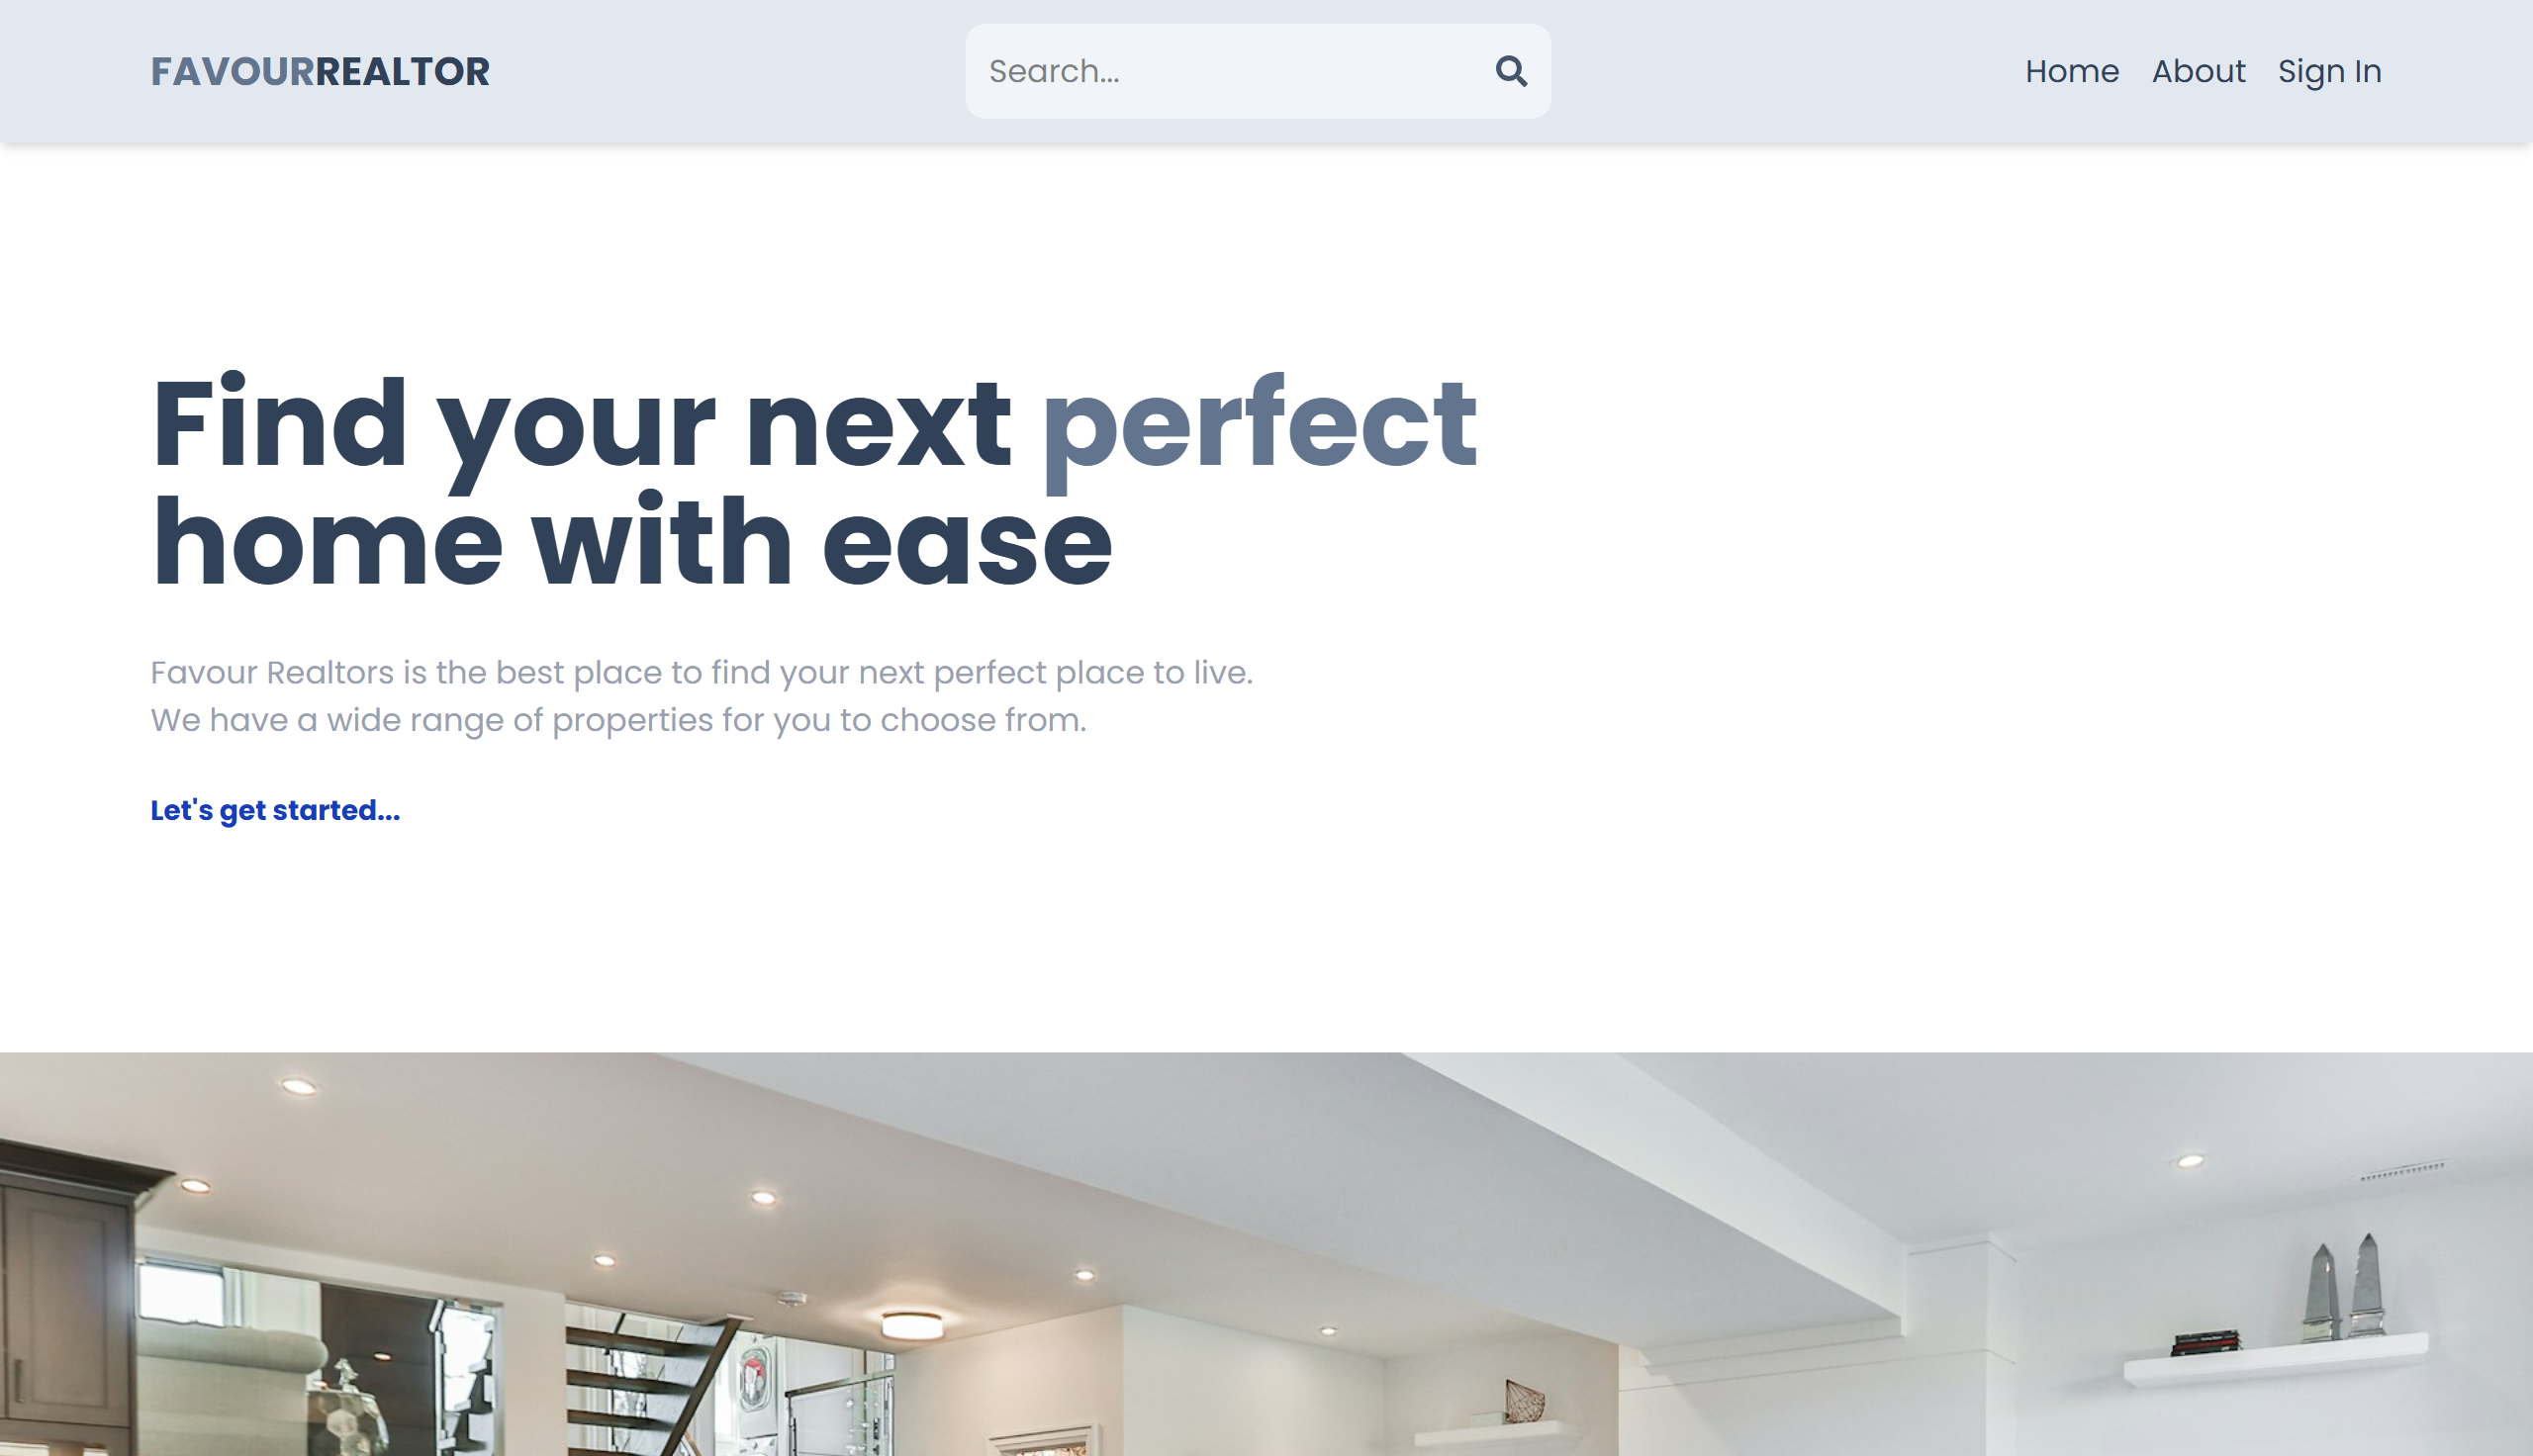 FAVOURREALTOR
Search...
Home About Sign In
Find your next perfect
home with ease
Favour Realtors is the best place to find your next perfect place to live.
We have a wide range of properties for you to choose from.
Let's get started...